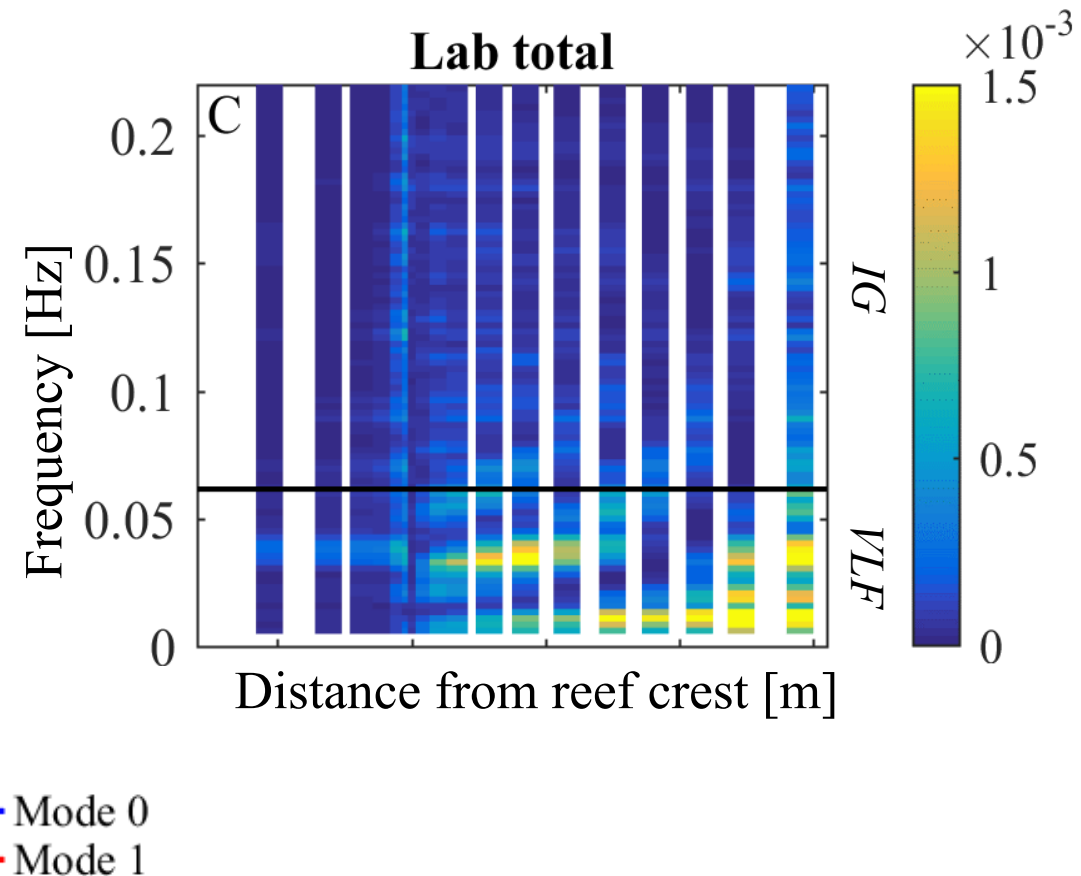 Lab total
×10-3
C
0.2
0.15
0.1
0.05
0
Frequency [Hz]
Distance from reef crest [m]
IG
VLF
1.5
1
0.5
0
Mode 0
Mode 1